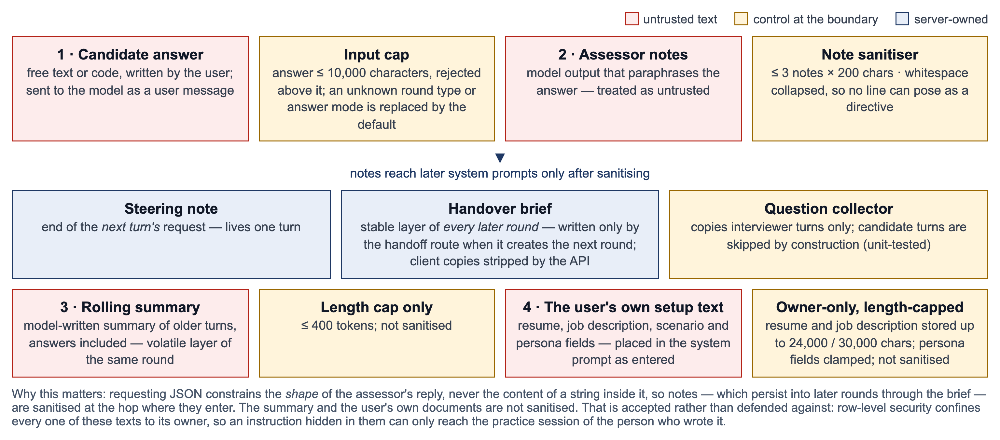 untrusted text
control at the boundary
server-owned
1 · Candidate answer
free text or code, written by the user;
sent to the model as a user message
Input cap
answer ≤ 10,000 characters, rejected
above it; an unknown round type or
answer mode is replaced by the
default
2 · Assessor notes
model output that paraphrases the
answer — treated as untrusted
Note sanitiser
≤ 3 notes × 200 chars · whitespace
collapsed, so no line can pose as a
directive
▼
notes reach later system prompts only after sanitising
Steering note
end of the next turn's request — lives one turn
Handover brief
stable layer of every later round — written only by
the handoff route when it creates the next round;
client copies stripped by the API
Question collector
copies interviewer turns only; candidate turns are
skipped by construction (unit-tested)
3 · Rolling summary
model-written summary of older turns,
answers included — volatile layer of
the same round
Length cap only
≤ 400 tokens; not sanitised
4 · The user's own setup text
resume, job description, scenario and
persona fields — placed in the system
prompt as entered
Owner-only, length-capped
resume and job description stored up
to 24,000 / 30,000 chars; persona
fields clamped; not sanitised
Why this matters: requesting JSON constrains the shape of the assessor's reply, never the content of a string inside it, so notes — which persist into later rounds through the brief —
are sanitised at the hop where they enter. The summary and the user's own documents are not sanitised. That is accepted rather than defended against: row-level security confines
every one of these texts to its owner, so an instruction hidden in them can only reach the practice session of the person who wrote it.